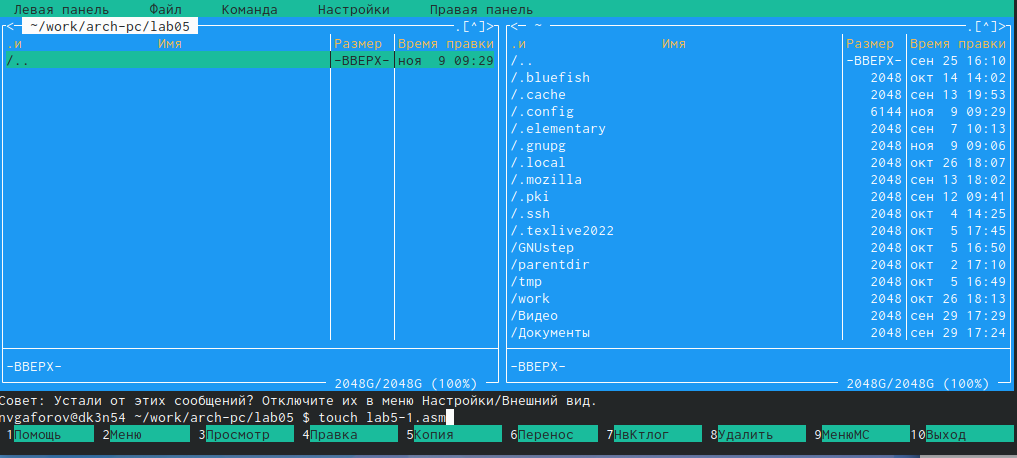 Левая панель Файл Команда Настройки Правая панель
<─ ~/work/arch-pc/lab05 .[^]>
.и Имя Размер Время правки
/.. -ВВЕРХ- ноя 9 09:29
-ВВЕРХ-
2048G/2048G (100%)
<─ ~ .[^]>
.и Имя Размер Время правки
/.. -ВВЕРХ- сен 25 16:10
/.bluefish 2048 окт 14 14:02
/.cache 2048 сен 13 19:53
/.config 6144 ноя 9 09:29
/.elementary 2048 сен 7 10:13
/.gnupg 2048 ноя 9 09:06
/.local 2048 окт 26 18:07
/.mozilla 2048 сен 13 18:02
/.pki 2048 сен 12 09:41
/.ssh 2048 окт 4 14:25
/.texlive2022 2048 окт 5 17:45
/GNUstep 2048 окт 5 16:50
/parentdir 2048 окт 2 17:10
/tmp 2048 окт 5 16:49
/work 2048 окт 26 18:13
/Видео 2048 сен 29 17:29
/Документы 2048 сен 29 17:24
-ВВЕРХ-
2048G/2048G (100%)
Совет: Устали от этих сообщений? Отключите их в меню Настройки/Внешний вид.
nvgaforov@dk3n54 ~/work/arch-pc/lab05 $ touch lab5-1.asm
1Помощь 2Меню 3Просмотр 4Правка 5Копия 6Перенос 7НвКтлог 8Удалить 9МенюМС 10Выход